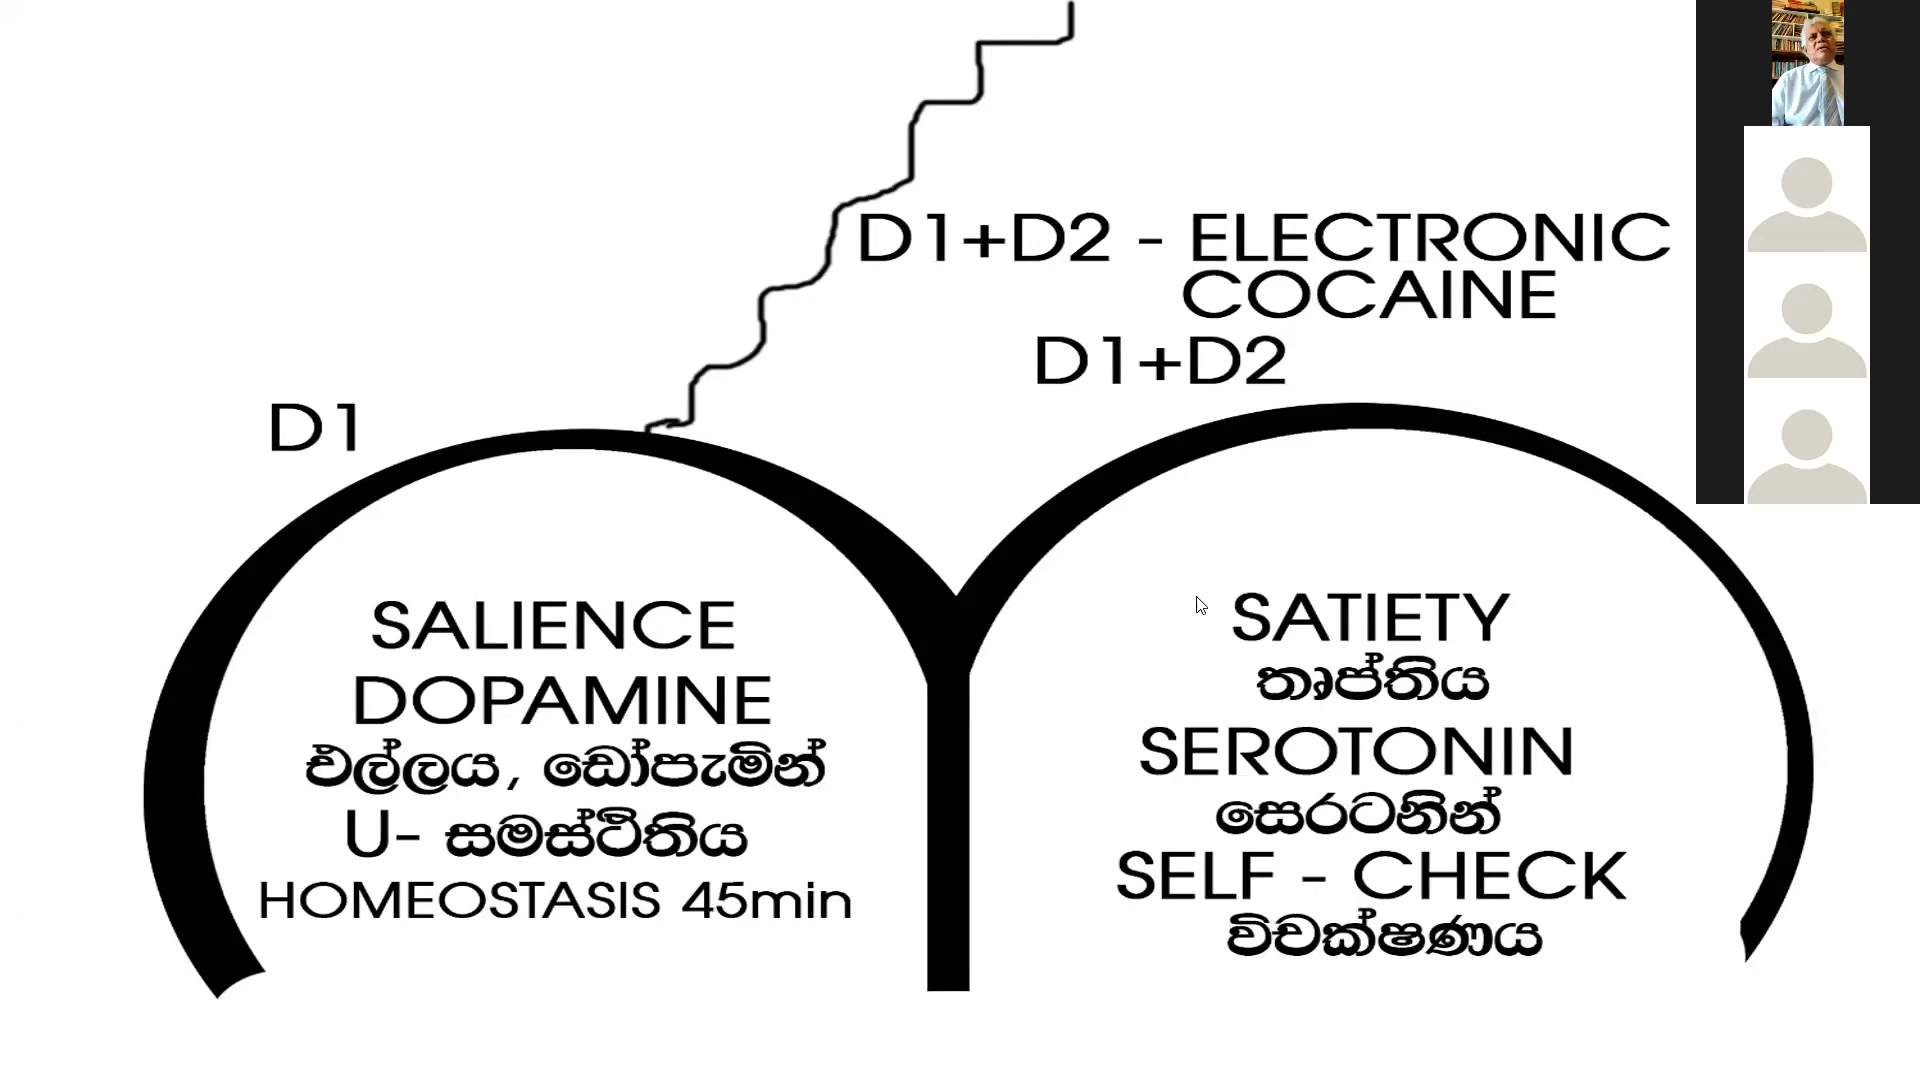 D1+D2 - ELECTRONIC
COCAINE
D1+D2
D1
SALIENCE
DOPAMINE
එල්ලය, ඩෝපැමින්
U- සමස්ථිතිය
HOMEOSTASIS 45min
SATIETY
තෘප්තිය
SEROTONIN
සෙරටනින්
SELF - CHECK
විචක්ෂණය